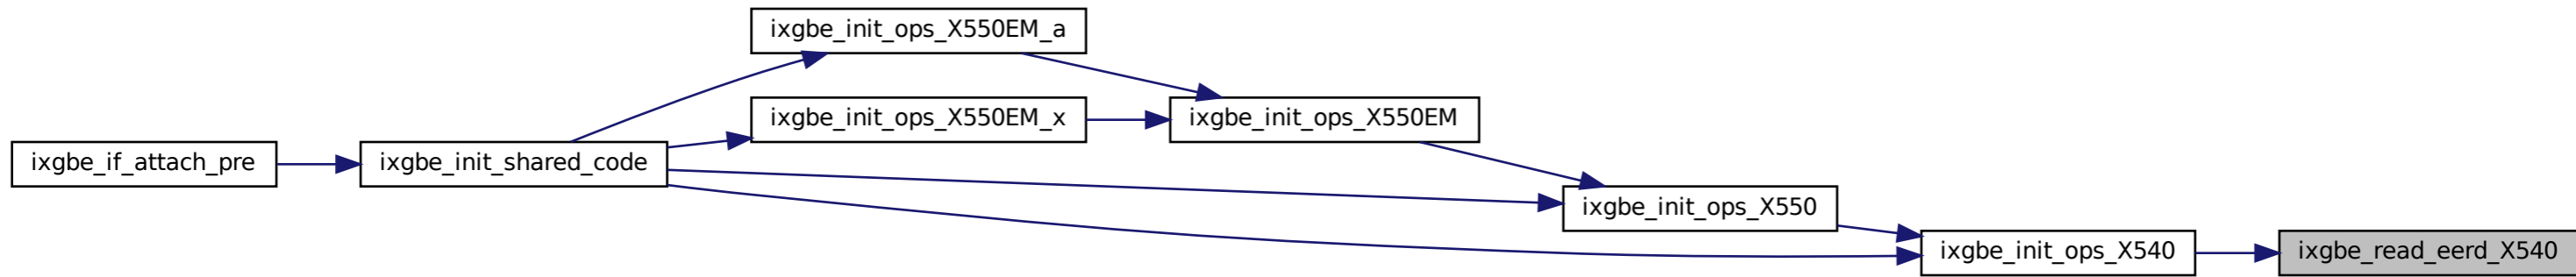 ixgbe_init_ops_X550EM_a
ixgbe_init_ops_X550EM_x
ixgbe_init_ops_X550EM
ixgbe_if_attach_pre
ixgbe_init_shared_code
ixgbe_init_ops_X550
ixgbe_init_ops_X540
ixgbe_read_eerd_X540